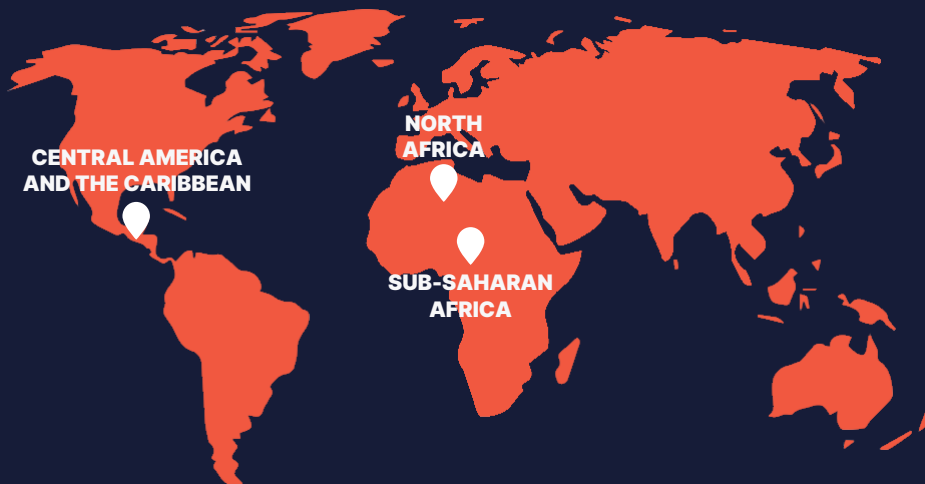 NORTH
AFRICA
CENTRAL AMERICA
AND THE CARIBBEAN
SUB-SAHARAN
AFRICA